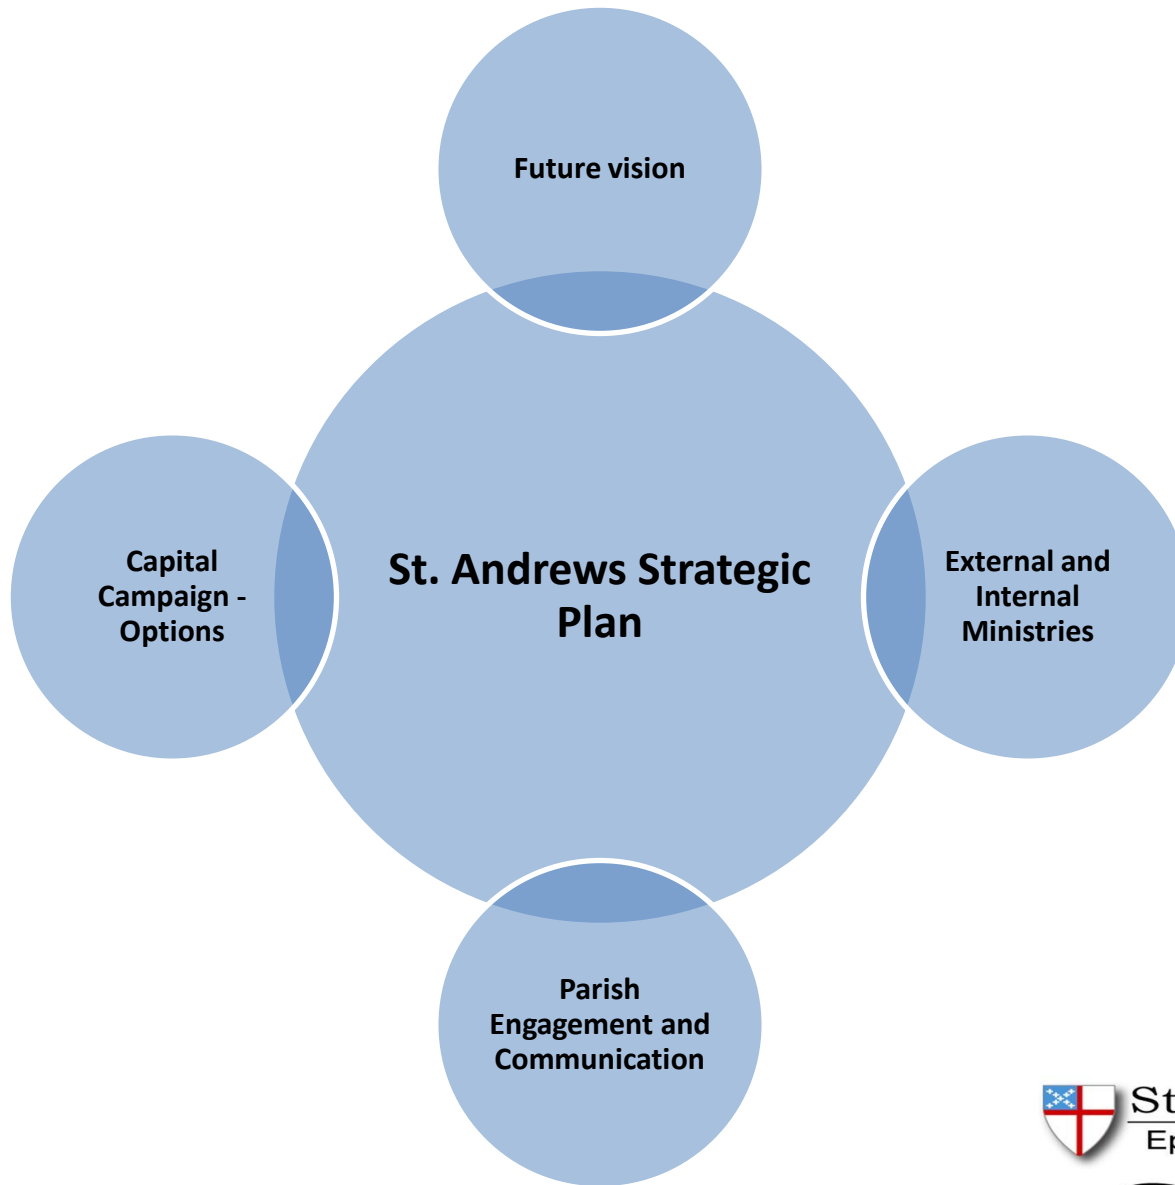 Future vision
Capital
Campaign -
Options
St. Andrews Strategic
Plan
External and
Internal
Ministries
Parish
Engagement and
Communication
St
Ep